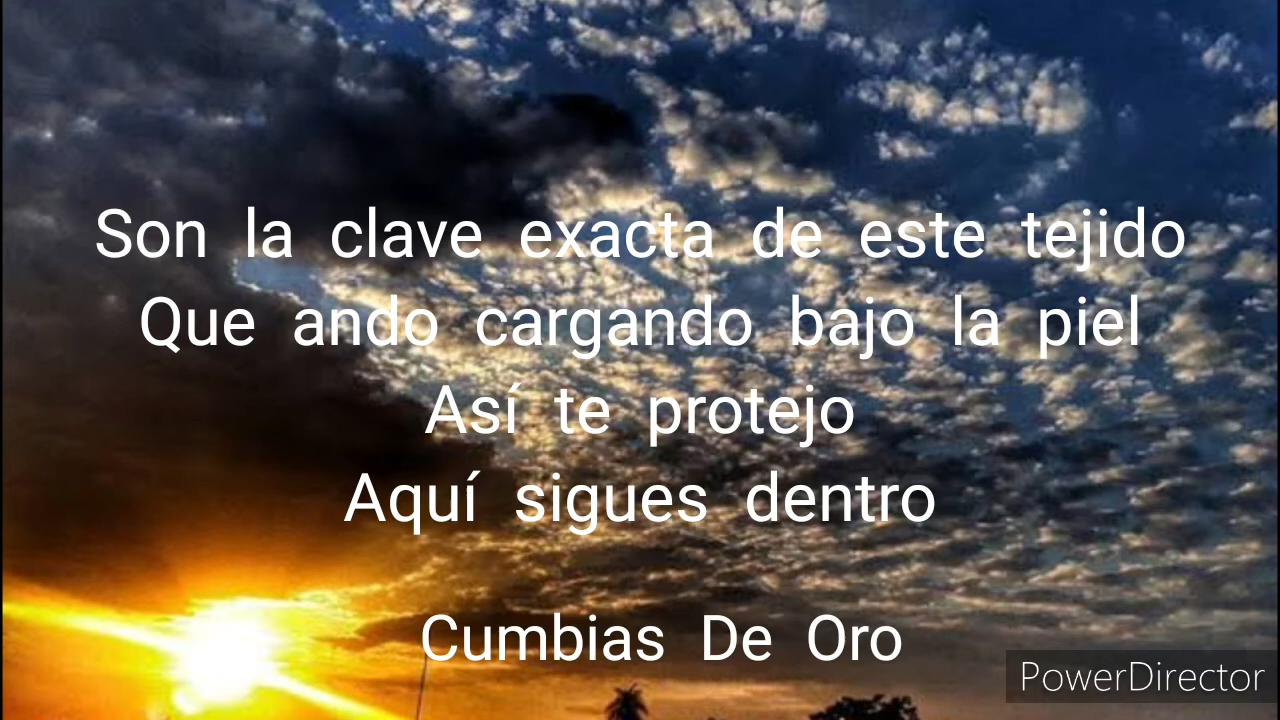 Son la clave exacta de este tejido
Que ando cargando bajo la piel
Así te protejo
Aquí sigues dentro
Cumbias De Oro
PowerDirector